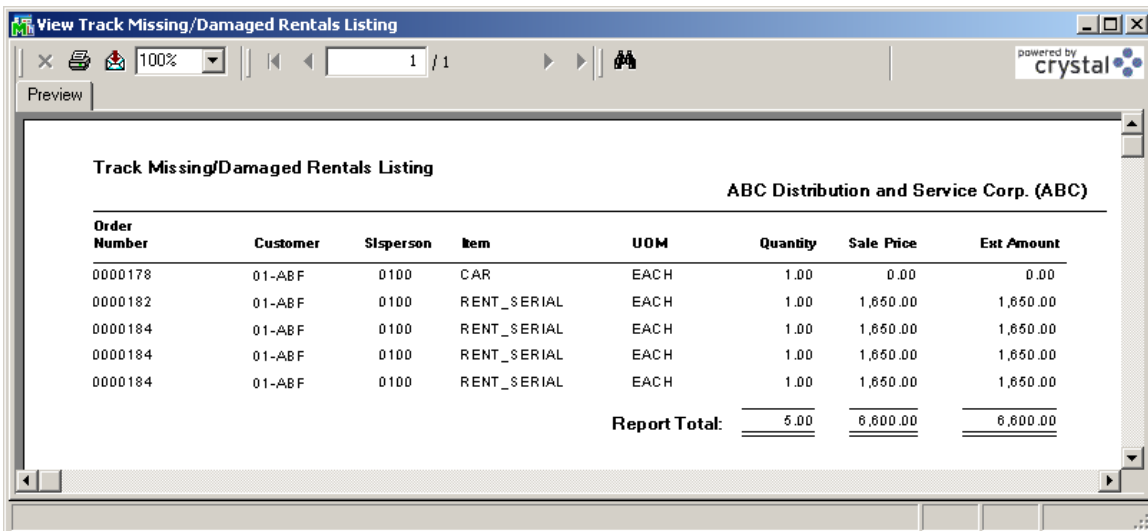 View Track Missing/Damaged Rentals Listing
100% 1 / 1 powered by crystal
Preview
Track Missing/Damaged Rentals Listing
ABC Distribution and Service Corp. (ABC)
Order
Number Customer Slsperson Item UOM Quantity Sale Price Ext Amount
0000178 01-ABF 0100 CAR EACH 1.00 0.00 0.00
0000182 01-ABF 0100 RENT_SERIAL EACH 1.00 1,650.00 1,650.00
0000184 01-ABF 0100 RENT_SERIAL EACH 1.00 1,650.00 1,650.00
0000184 01-ABF 0100 RENT_SERIAL EACH 1.00 1,650.00 1,650.00
0000184 01-ABF 0100 RENT_SERIAL EACH 1.00 1,650.00 1,650.00
Report Total: 5.00 6,600.00 6,600.00